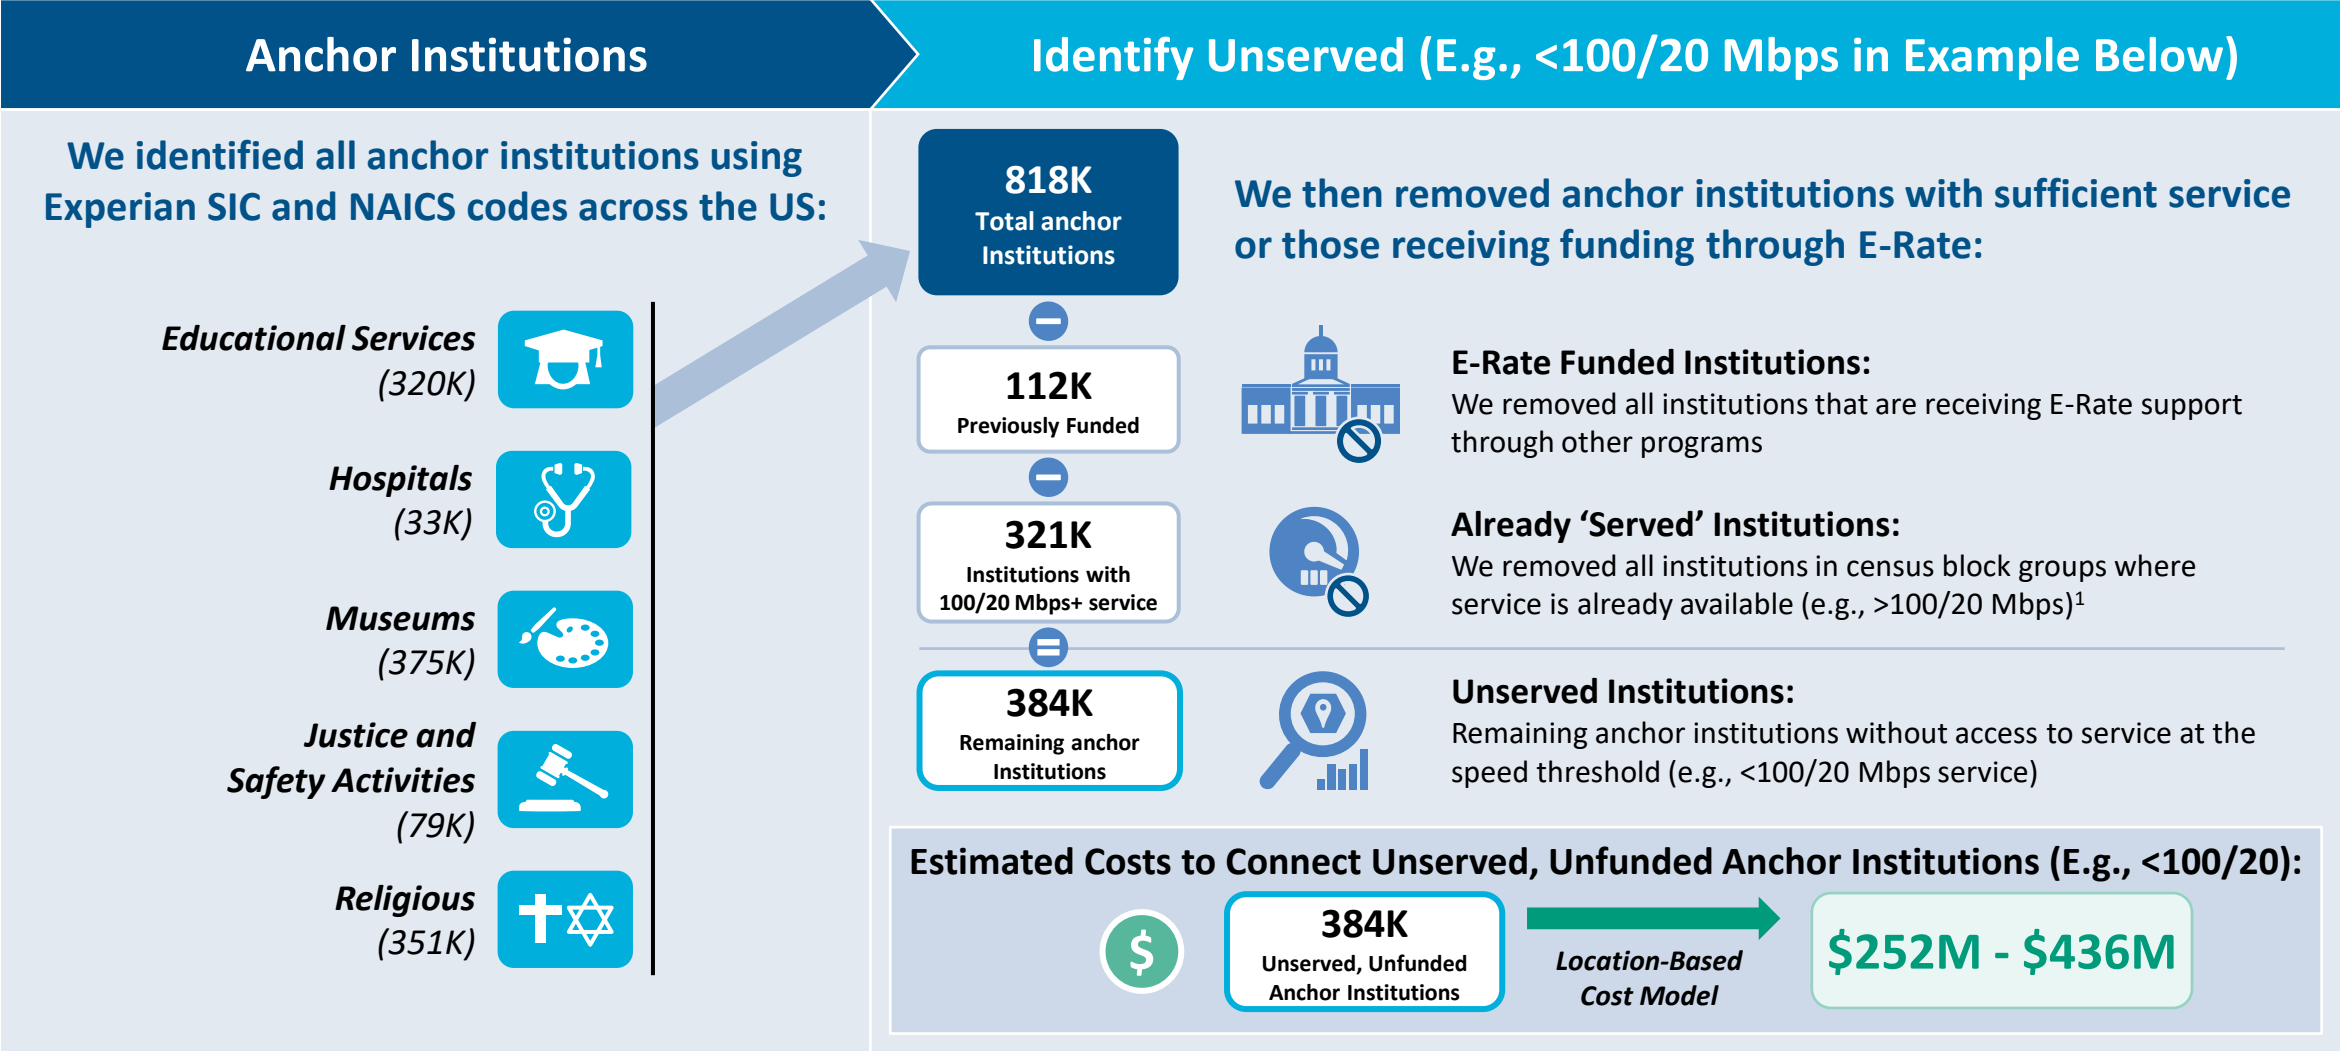 Anchor Institutions
Identify Unserved (E.g., <100/20 Mbps in Example Below)
We identified all anchor institutions using
Experian SIC and NAICS codes across the US:
Educational Services
(320K)
Hospitals
(33K)
Museums
(375K)
Justice and
Safety Activities
(79K)
Religious
(351K)
818K
Total anchor
Institutions
We then removed anchor institutions with sufficient service
or those receiving funding through E-Rate:
112K
Previously Funded
E-Rate Funded Institutions:
We removed all institutions that are receiving E-Rate support
through other programs
321K
Institutions with
100/20 Mbps+ service
Already ‘Served’ Institutions:
We removed all institutions in census block groups where
service is already available (e.g., >100/20 Mbps)¹
384K
Remaining anchor
Institutions
Unserved Institutions:
Remaining anchor institutions without access to service at the
speed threshold (e.g., <100/20 Mbps service)
Estimated Costs to Connect Unserved, Unfunded Anchor Institutions (E.g., <100/20):
$
384K
Unserved, Unfunded
Anchor Institutions
Location-Based
Cost Model
$252M - $436M